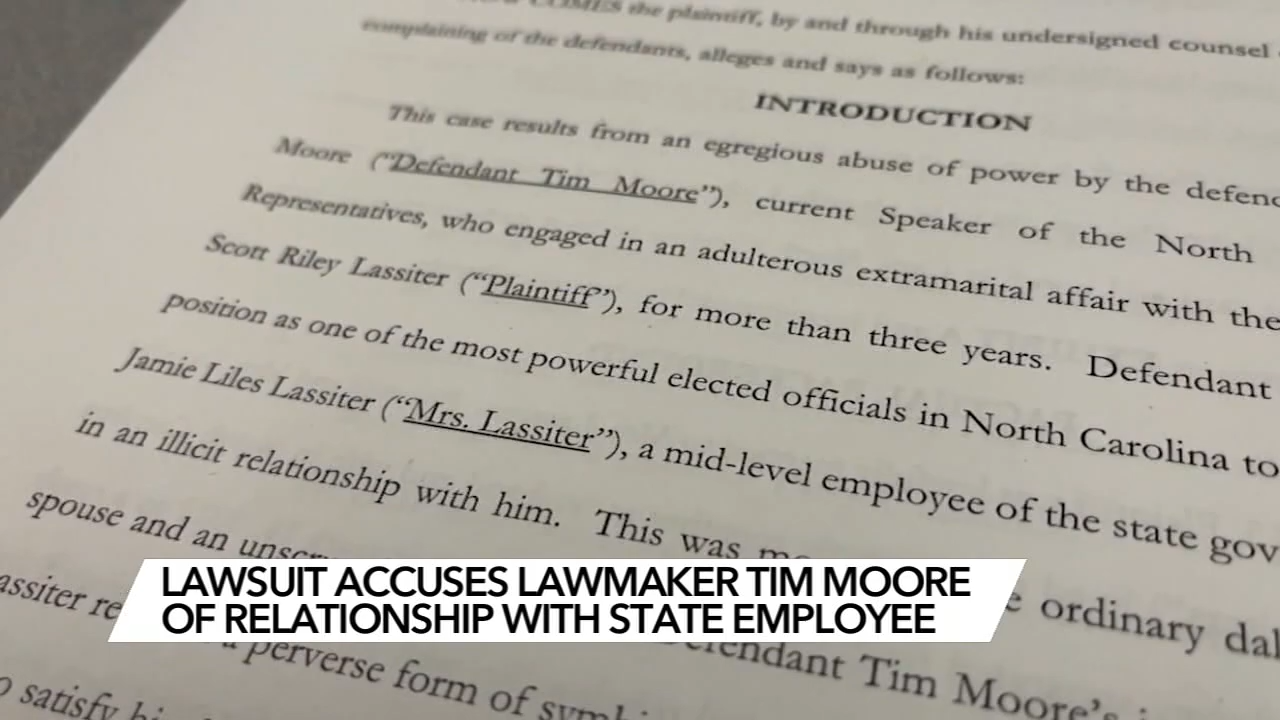 COMES the plaintiff, by and through his undersigned counsel
complaining of the defendants, alleges and says as follows:
INTRODUCTION
This case results from an egregious abuse of power by the
Moore ("Defendant Tim Moore"), current Speaker of the North
Representatives, who engaged in an adulterous extramarital affair with the
Scott Riley Lassiter ("Plaintiff"), for more than three years. Defendant
position as one of the most powerful elected officials in North Carolina to
Jamie Liles Lassiter ("Mrs. Lassiter"), a mid-level employee of the state gov
in an illicit relationship with him. This was
spouse and an
ordinary
perverse form of
Defendant Tim Moore's
satisfy
LAWSUIT ACCUSES LAWMAKER TIM MOORE
OF RELATIONSHIP WITH STATE EMPLOYEE